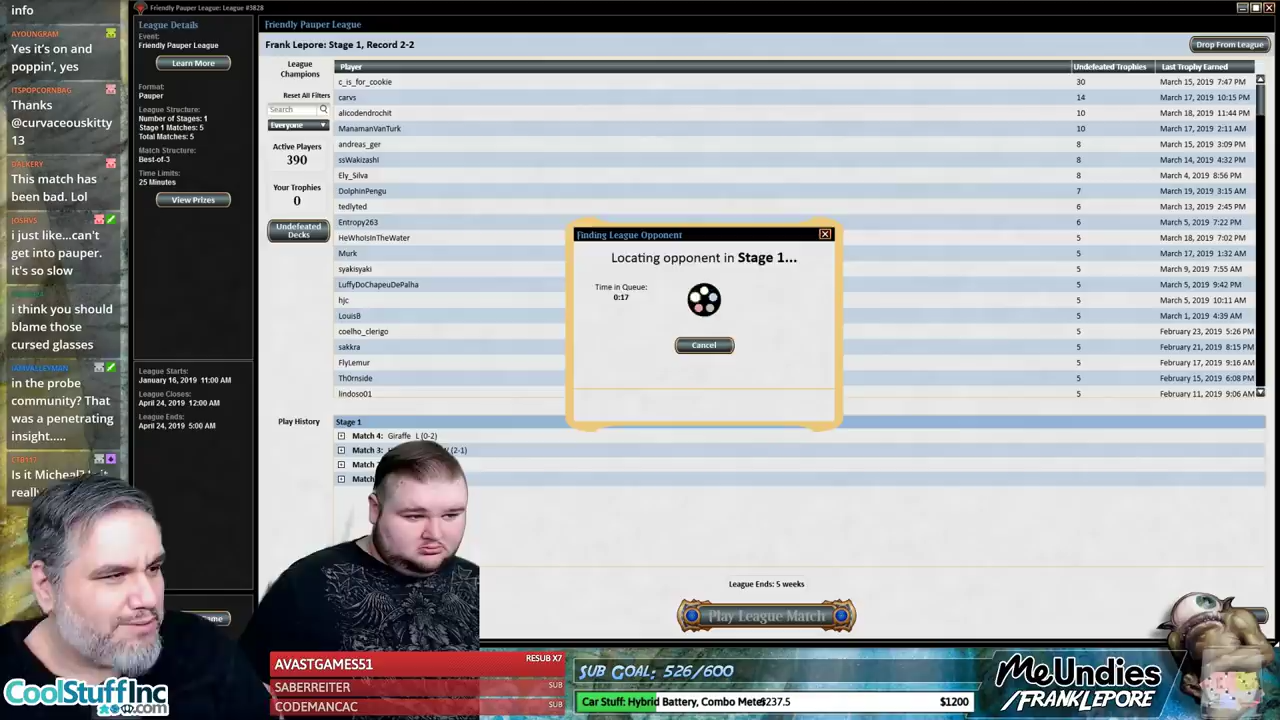 info
AYOUNGRAM
Yes it's on and
poppin', yes
ITSPOPCORNBAG
Thanks
@curvaceouskitty
13
DALKERY
This match has
been bad. Lol
i just like...can't
get into pauper.
it's so slow
i think you should
blame those
cursed glasses
IAMVALLEYMAN
in the probe
community? That
was a penetrating
insight.....
Is it Micheal?
Friendly Pauper League: League #3828
League Details
Event:
Friendly Pauper League
Learn More
Format:
Pauper
League Structure:
Number of Stages: 1
Stage 1 Matches: 5
Total Matches: 5
Match Structure:
Best-of-3
Time Limits:
25 Minutes
View Prizes
League Starts:
January 16, 2019 11:00 AM
League Closes:
April 24, 2019 12:00 AM
League Ends:
April 24, 2019 5:00 AM
Friendly Pauper League
Frank Lepore: Stage 1, Record 2-2
Drop From League
League
Champions
Reset All Filters
Search
Everyone
Active Players
390
Your Trophies
0
Undefeated
Decks
Player Undefeated Trophies Last Trophy Earned
c_is_for_cookie 30 March 15, 2019 7:47 PM
carvs 14 March 17, 2019 10:15 PM
alicodendrochit 10 March 18, 2019 11:44 PM
ManamanVanTurk 10 March 17, 2019 2:11 AM
andreas_ger 8 March 15, 2019 3:09 PM
ssWakizashi 8 March 14, 2019 4:32 PM
Ely_Silva 8 March 4, 2019 8:56 PM
DolphinPengu 7 March 19, 2019 3:15 AM
tedlyted 6 March 13, 2019 2:45 PM
Entropy263 6 March 5, 2019 7:22 PM
HeWhoIsInTheWater 5 March 18, 2019 7:02 PM
Murk 5 March 17, 2019 1:32 AM
syakisyaki 5 March 9, 2019 7:55 AM
LuffyDoChapeuDePalha 5 March 5, 2019 9:42 PM
hjc 5 March 5, 2019 10:11 AM
LouisB 5 March 1, 2019 4:39 AM
coelho_clerigo 5 February 23, 2019 5:26 PM
sakkra 5 February 21, 2019 8:15 PM
FlyLemur 5 February 17, 2019 9:16 AM
Th0rnside 5 February 15, 2019 6:08 PM
lindoso01 5 February 11, 2019 9:06 AM
Finding League Opponent
Locating opponent in Stage 1...
Time in Queue:
0:17
Cancel
Play History
Stage 1
Match 4: Giraffe L (0-2)
Match 3: (2-1)
Match
Match
League Ends: 5 weeks
Play League Match
AVASTGAMES51 RESUB X7
SABERREITER SUB
CODEMANCAC SUB
SUB GOAL: 526/600
Car Stuff: Hybrid Battery, Combo Meter $237.5 $1200
MeUndies
/FRANKLEPORE
CoolStuffInc
.com